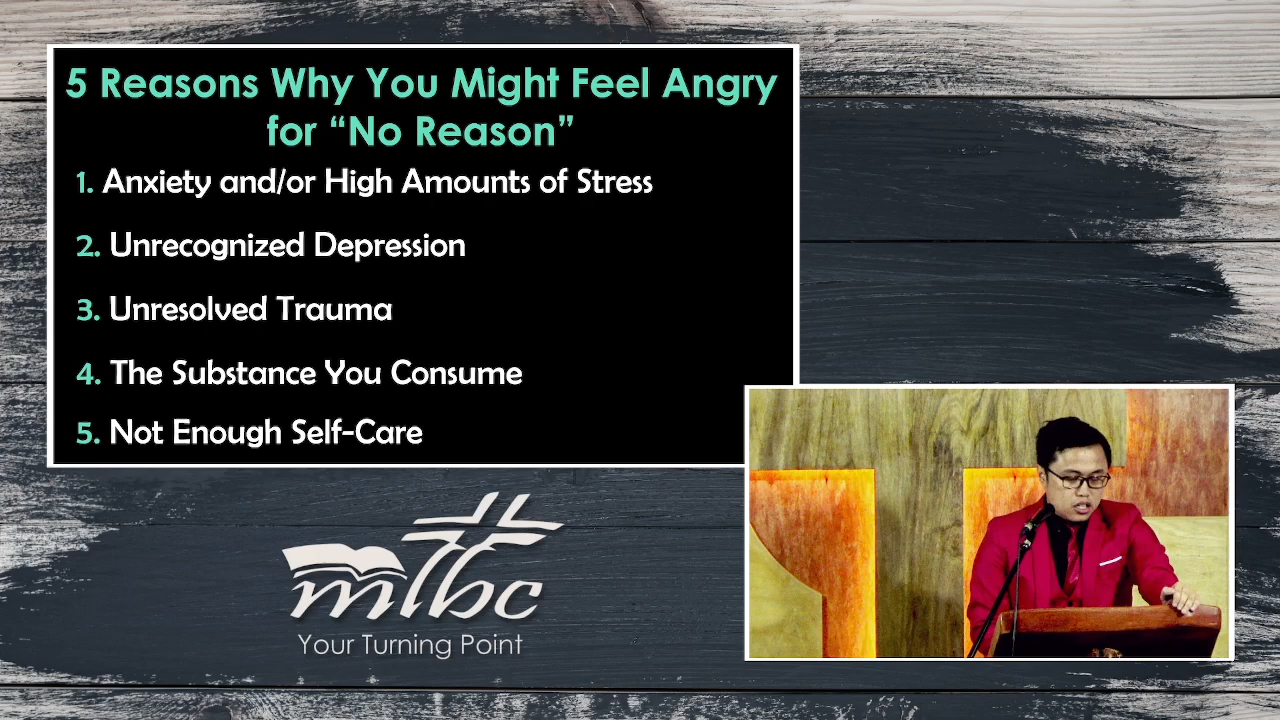 5 Reasons Why You Might Feel Angry
for “No Reason”
1. Anxiety and/or High Amounts of Stress
2. Unrecognized Depression
3. Unresolved Trauma
4. The Substance You Consume
5. Not Enough Self-Care
mlbc
Your Turning Point